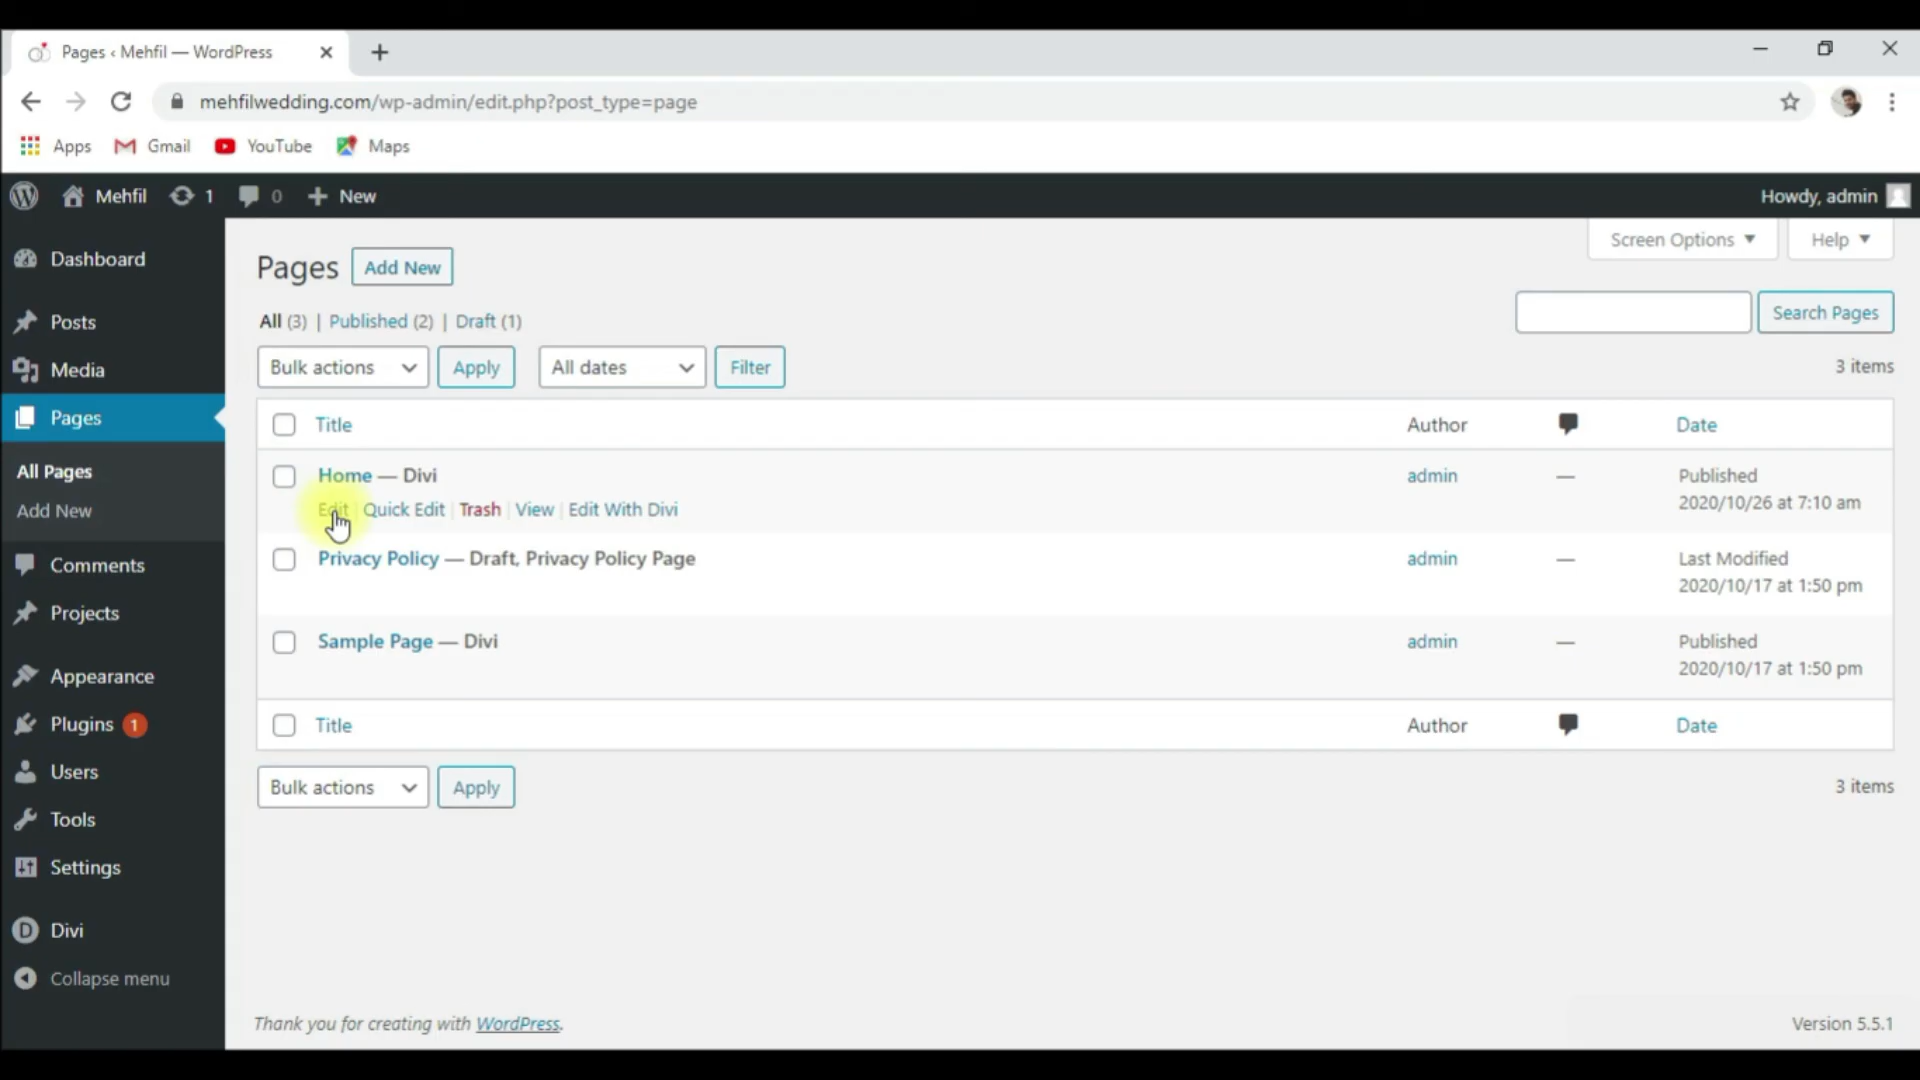 Pages ‹ Mehfil — WordPress
mehfilwedding.com/wp-admin/edit.php?post_type=page
Apps Gmail YouTube Maps
Mehfil 1 0 New Howdy, admin
Screen Options Help
Dashboard
Posts
Media
Pages
All Pages
Add New
Comments
Projects
Appearance
Plugins 1
Users
Tools
Settings
Divi
Collapse menu
Pages Add New
All (3) | Published (2) | Draft (1)
Search Pages
Bulk actions Apply All dates Filter 3 items
Title Author Date
Home — Divi admin — Published
2020/10/26 at 7:10 am
Edit | Quick Edit | Trash | View | Edit With Divi
Privacy Policy — Draft, Privacy Policy Page admin — Last Modified
2020/10/17 at 1:50 pm
Sample Page — Divi admin — Published
2020/10/17 at 1:50 pm
Title Author Date
Bulk actions Apply 3 items
Thank you for creating with WordPress. Version 5.5.1